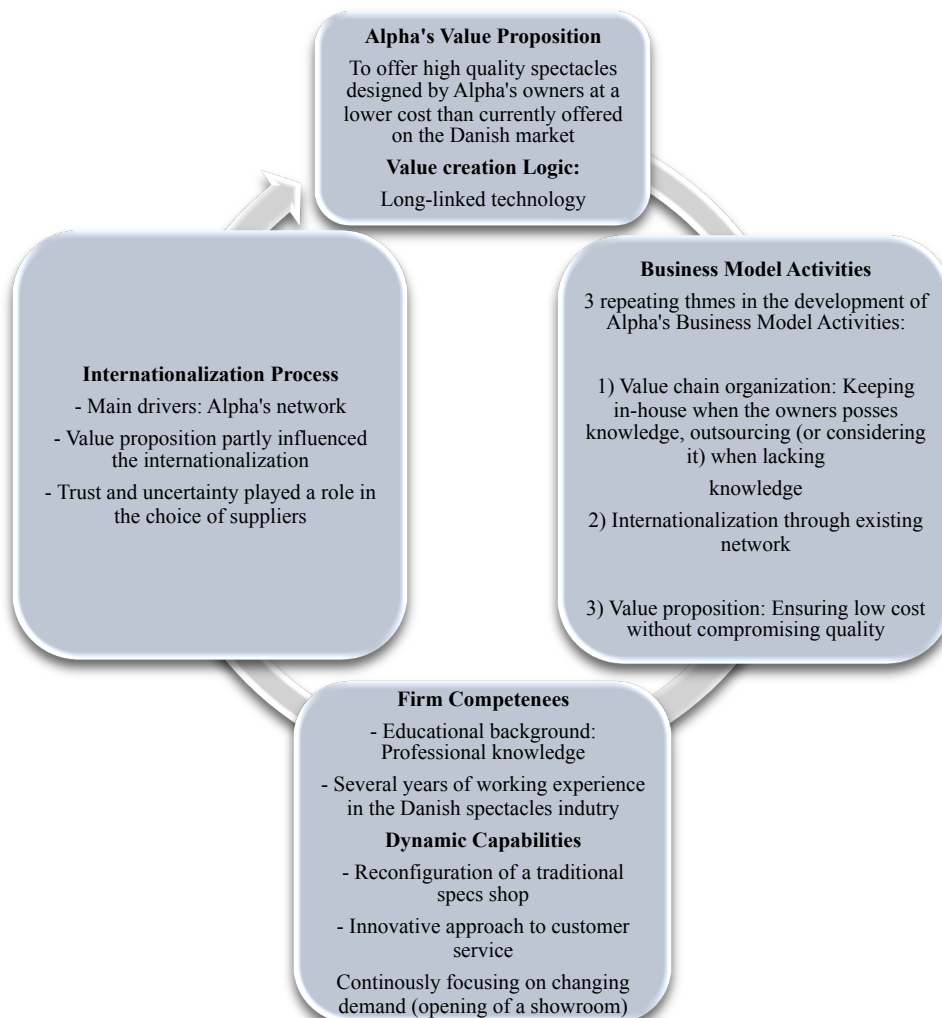 Alpha's Value Proposition
To offer high quality spectacles
designed by Alpha's owners at a
lower cost than currently offered
on the Danish market
Value creation Logic:
Long-linked technology
Business Model Activities
3 repeating thmes in the development of
Alpha's Business Model Activities:
1) Value chain organization: Keeping
in-house when the owners posses
knowledge, outsourcing (or considering
it) when lacking
knowledge
2) Internationalization through existing
network
3) Value proposition: Ensuring low cost
without compromising quality
Firm Competenees
- Educational background:
Professional knowledge
- Several years of working experience
in the Danish spectacles indutry
Dynamic Capabilities
- Reconfiguration of a traditional
specs shop
- Innovative approach to customer
service
Continously focusing on changing
demand (opening of a showroom)
Internationalization Process
- Main drivers: Alpha's network
- Value proposition partly influenced
the internationalization
- Trust and uncertainty played a role in
the choice of suppliers